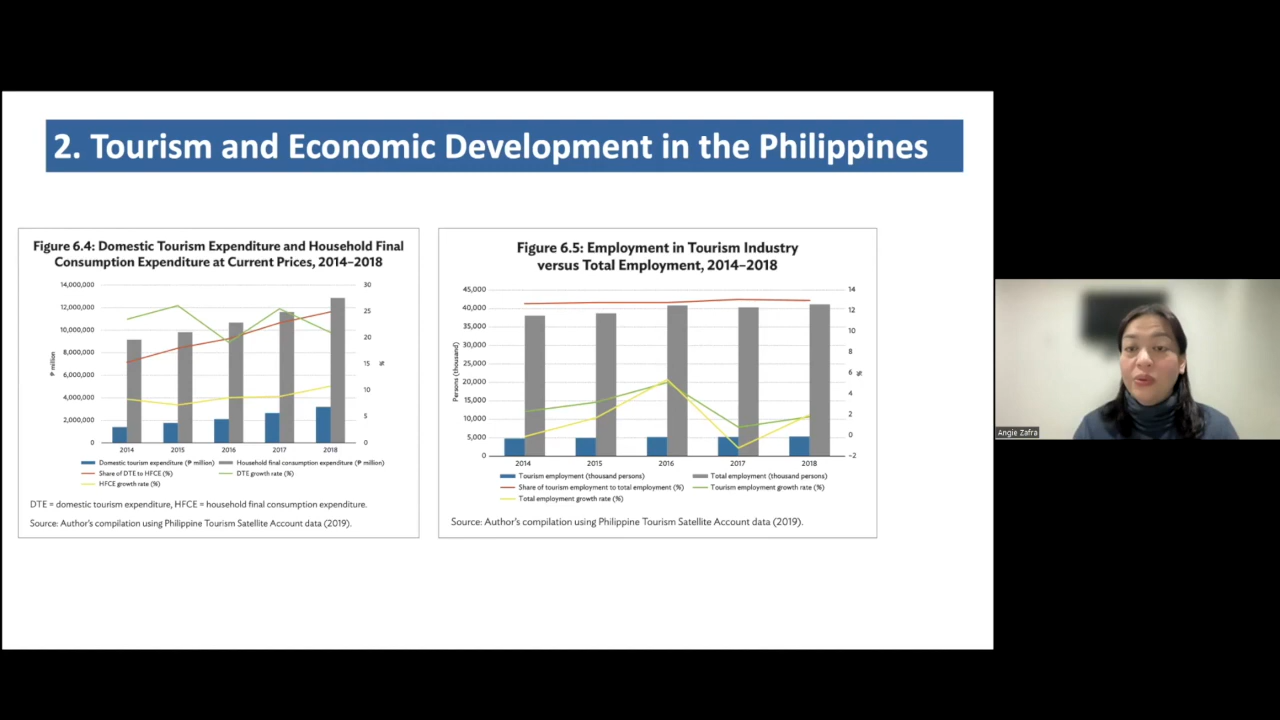 2. Tourism and Economic Development in the Philippines
Figure 6.4: Domestic Tourism Expenditure and Household Final
Consumption Expenditure at Current Prices, 2014–2018
14,000,000
12,000,000
10,000,000
8,000,000
6,000,000
4,000,000
2,000,000
0
₱ million
30
25
20
15
10
5
0
%
2014 2015 2016 2017 2018
Domestic tourism expenditure (₱ million) Household final consumption expenditure (₱ million)
Share of DTE to HFCE (%) DTE growth rate (%)
HFCE growth rate (%)
DTE = domestic tourism expenditure, HFCE = household final consumption expenditure.
Source: Author's compilation using Philippine Tourism Satellite Account data (2019).
Figure 6.5: Employment in Tourism Industry
versus Total Employment, 2014–2018
45,000
40,000
35,000
30,000
25,000
20,000
15,000
10,000
5,000
0
Persons (thousand)
14
12
10
8
6
4
2
0
–2
%
2014 2015 2016 2017 2018
Tourism employment (thousand persons) Total employment (thousand persons)
Share of tourism employment to total employment (%) Tourism employment growth rate (%)
Total employment growth rate (%)
Source: Author's compilation using Philippine Tourism Satellite Account data (2019).
Angie Zafra